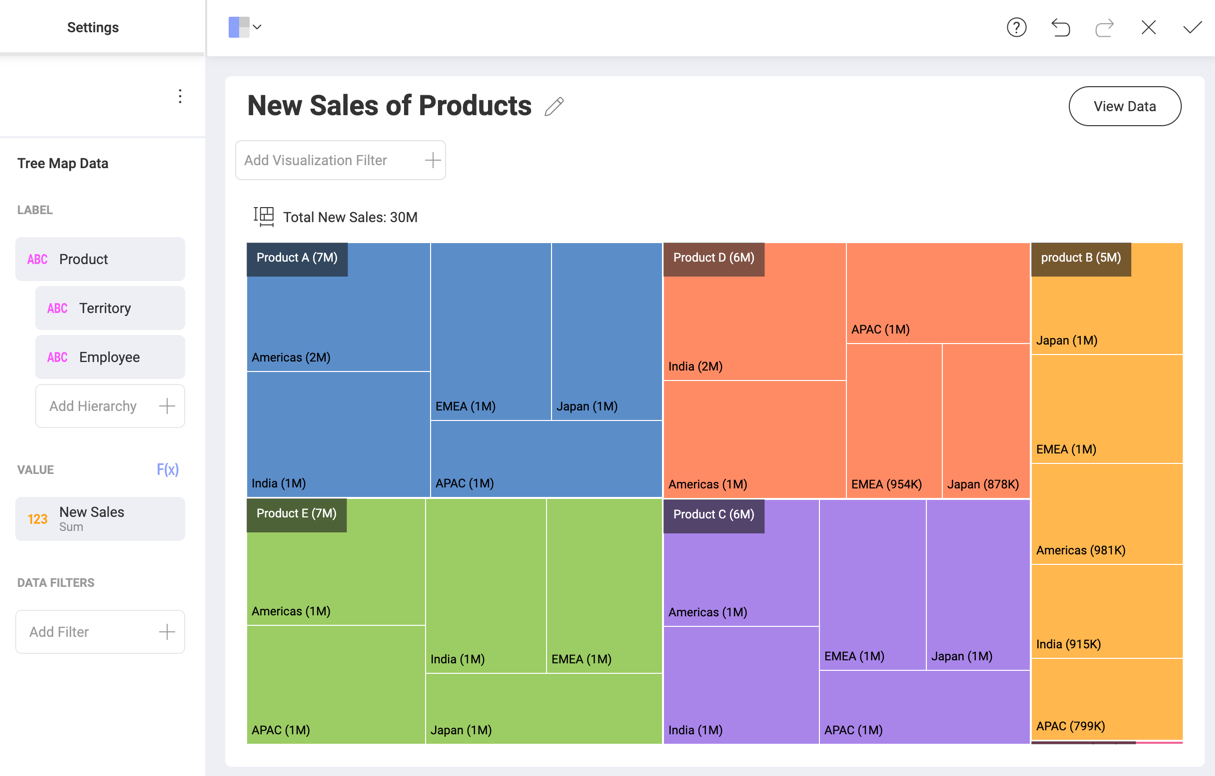 Settings
New Sales of Products
View Data
Add Visualization Filter
Tree Map Data
LABEL
ABC Product
ABC Territory
ABC Employee
Add Hierarchy
VALUE F(x)
123 New Sales
Sum
DATA FILTERS
Add Filter
Total New Sales: 30M
Product A (7M)
Americas (2M)
EMEA (1M)
Japan (1M)
India (1M)
APAC (1M)
Product D (6M)
India (2M)
APAC (1M)
Americas (1M)
EMEA (954K)
Japan (878K)
product B (5M)
Japan (1M)
EMEA (1M)
Americas (981K)
India (915K)
APAC (799K)
Product E (7M)
Americas (1M)
India (1M)
EMEA (1M)
APAC (1M)
Japan (1M)
Product C (6M)
Americas (1M)
EMEA (1M)
Japan (1M)
India (1M)
APAC (1M)